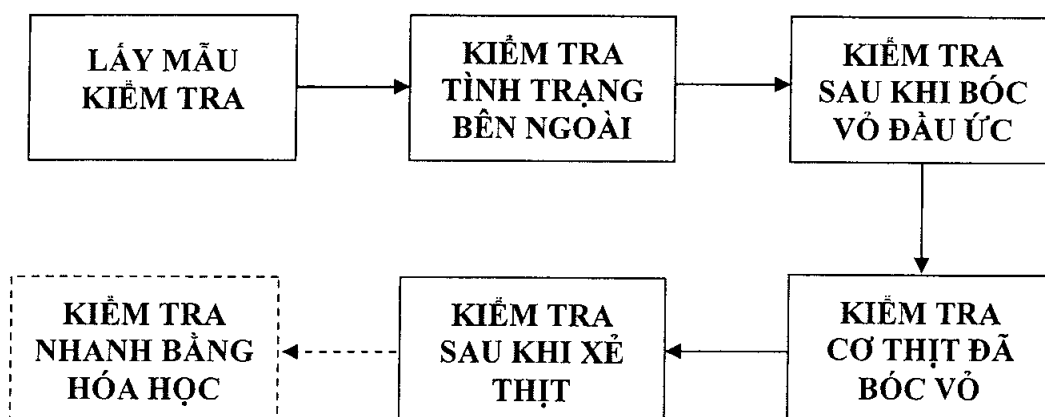 LẤY MẪU
KIỂM TRA
KIỂM TRA
TÌNH TRẠNG
BÊN NGOÀI
KIỂM TRA
SAU KHI BÓC
VỎ ĐẦU ỨC
KIỂM TRA
CƠ THỊT ĐÃ
BÓC VỎ
KIỂM TRA
SAU KHI XẺ
THỊT
KIỂM TRA
NHANH BẰNG
HÓA HỌC